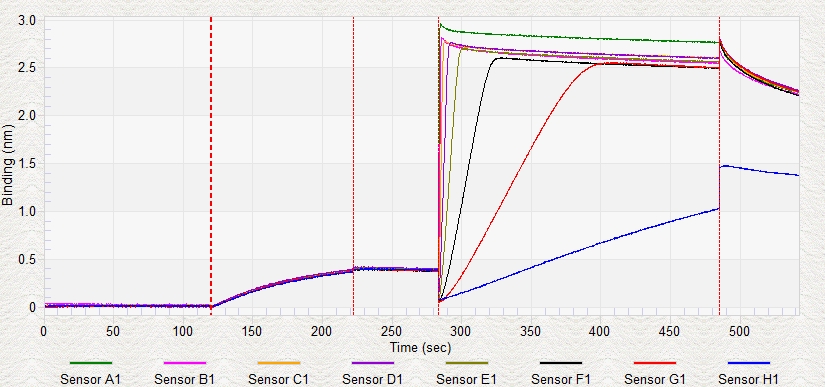 3.0
2.5
2.0
1.5
1.0
0.5
0
Binding (nm)
0 50 100 150 200 250 300 350 400 450 500
Time (sec)
Sensor A1 Sensor B1 Sensor C1 Sensor D1 Sensor E1 Sensor F1 Sensor G1 Sensor H1